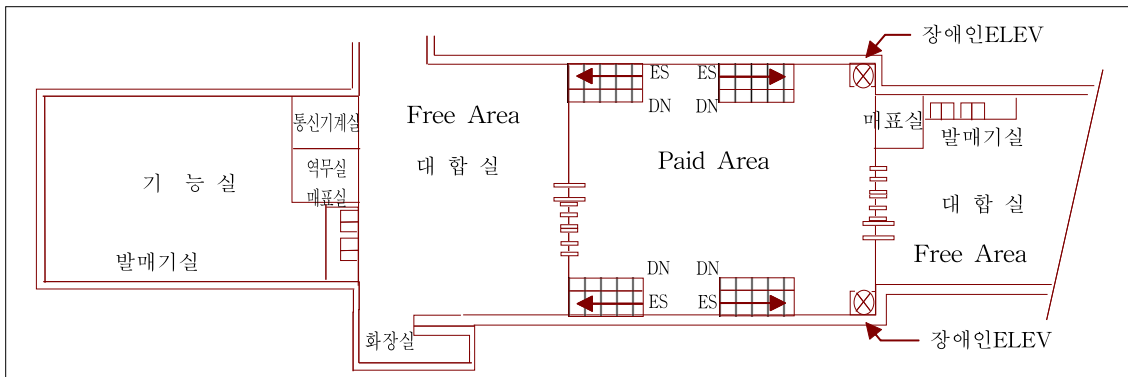 장애인ELEV
ES ES
DN DN
Free Area
대 합 실
통신기계실
역무실
매표실
기 능 실
발매기실
Paid Area
매표실
발매기실
대 합 실
Free Area
DN DN
ES ES
화장실
장애인ELEV